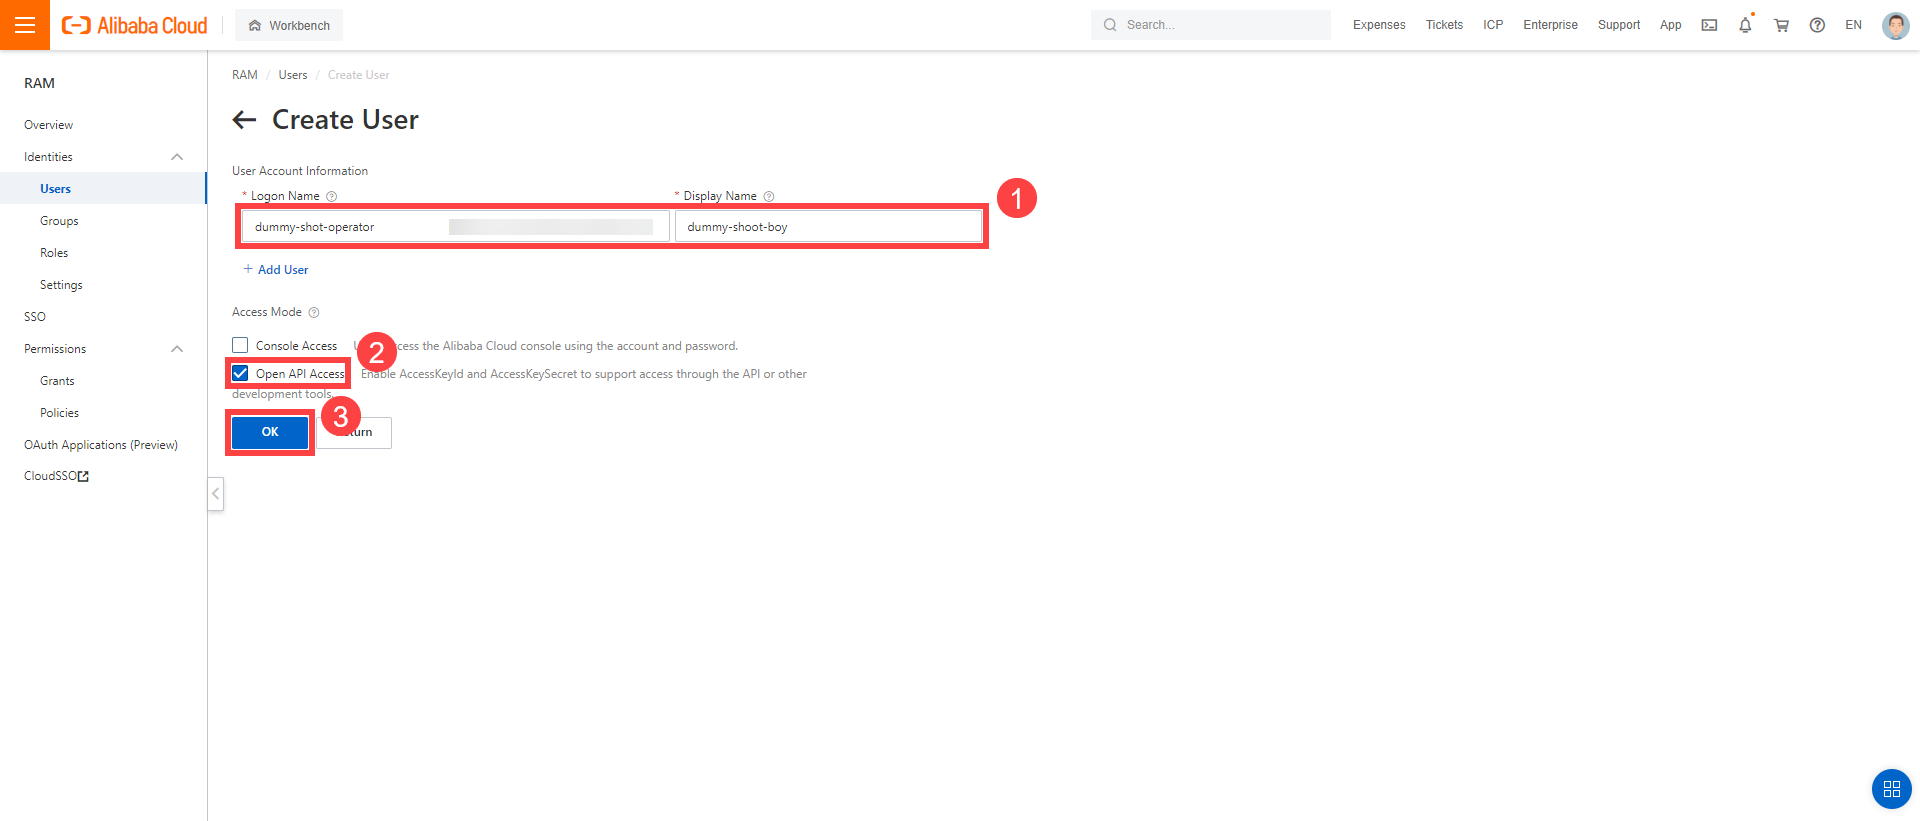 Alibaba Cloud
Workbench
Search...
Expenses
Tickets
ICP
Enterprise
Support
App
EN
RAM
Overview
Identities
Users
Groups
Roles
Settings
SSO
Permissions
Grants
Policies
OAuth Applications (Preview)
CloudSSO
RAM / Users / Create User
Create User
User Account Information
* Logon Name
* Display Name
1
dummy-shot-operator
dummy-shoot-boy
+ Add User
Access Mode
Console Access
access the Alibaba Cloud console using the account and password.
2
Open API Access
Enable AccessKeyId and AccessKeySecret to support access through the API or other
development tools.
3
OK